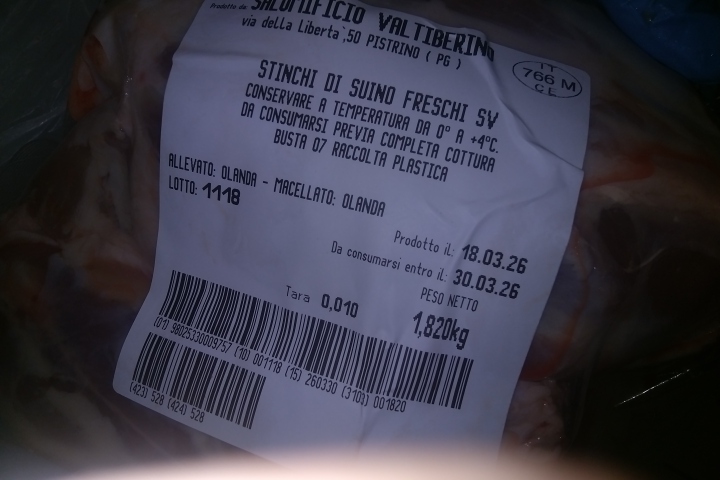 Prodotto da SALUMIFICIO VALTIBERINO
via della Liberta',50 PISTRINO ( PG )
IT
766 M
CE
STINCHI DI SUINO FRESCHI SV
CONSERVARE A TEMPERATURA DA 0° A +4°C.
DA CONSUMARSI PREVIA COMPLETA COTTURA
BUSTA 07 RACCOLTA PLASTICA
ALLEVATO: OLANDA - MACELLATO: OLANDA
LOTTO: 1118
Prodotto il: 18.03.26
Da consumarsi entro il: 30.03.26
PESO NETTO
Tara 0,010 1,820kg
(01) 98025330009757 (10) 001118 (15) 260330 (3103) 001820
(423) 528 (424) 528